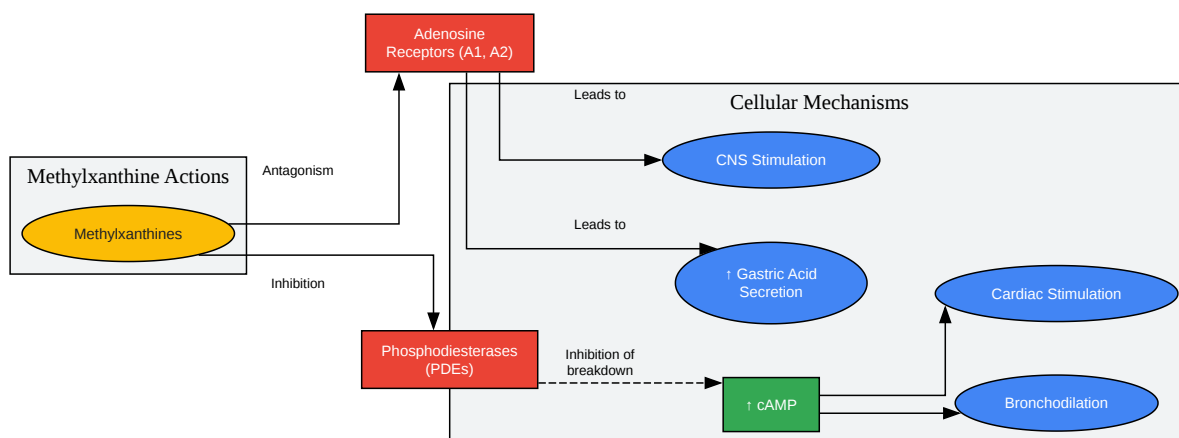 Adenosine
Receptors (A1, A2)
Leads to
Cellular Mechanisms
CNS Stimulation
Antagonism
Methylxanthine Actions
Methylxanthines
Leads to
↑ Gastric Acid
Secretion
Inhibition
Cardiac Stimulation
Phosphodiesterases
(PDEs)
Inhibition of
breakdown
↑ cAMP
Bronchodilation